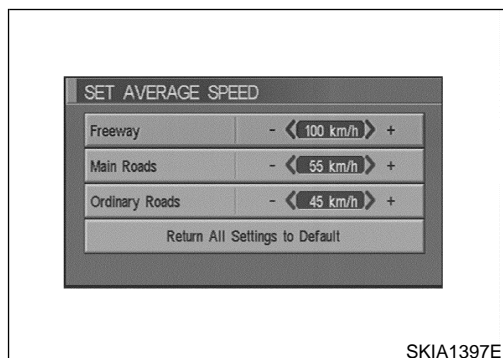 SET AVERAGE SPEED
Freeway - 100 km/h +
Main Roads - 55 km/h +
Ordinary Roads - 45 km/h +
Return All Settings to Default
SKIA1397E